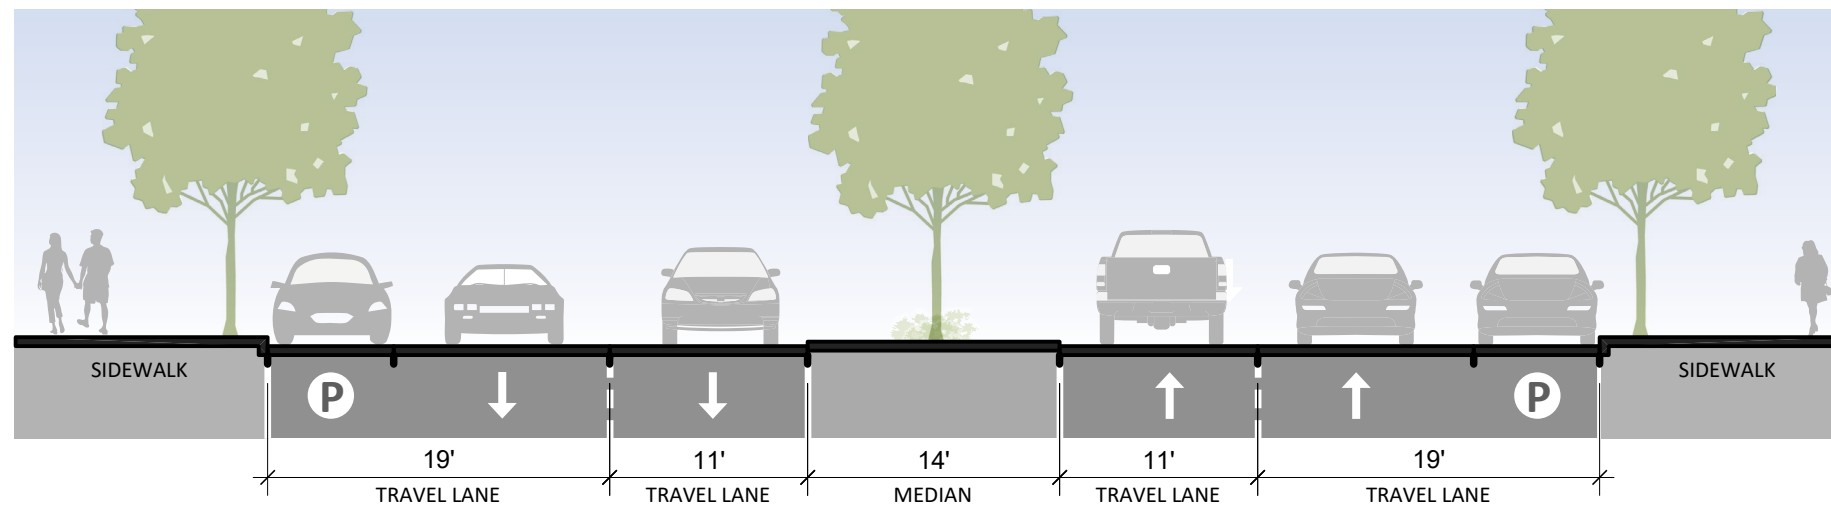 SIDEWALK
SIDEWALK
P
P
19'
11'
14'
11'
19'
TRAVEL LANE
TRAVEL LANE
MEDIAN
TRAVEL LANE
TRAVEL LANE